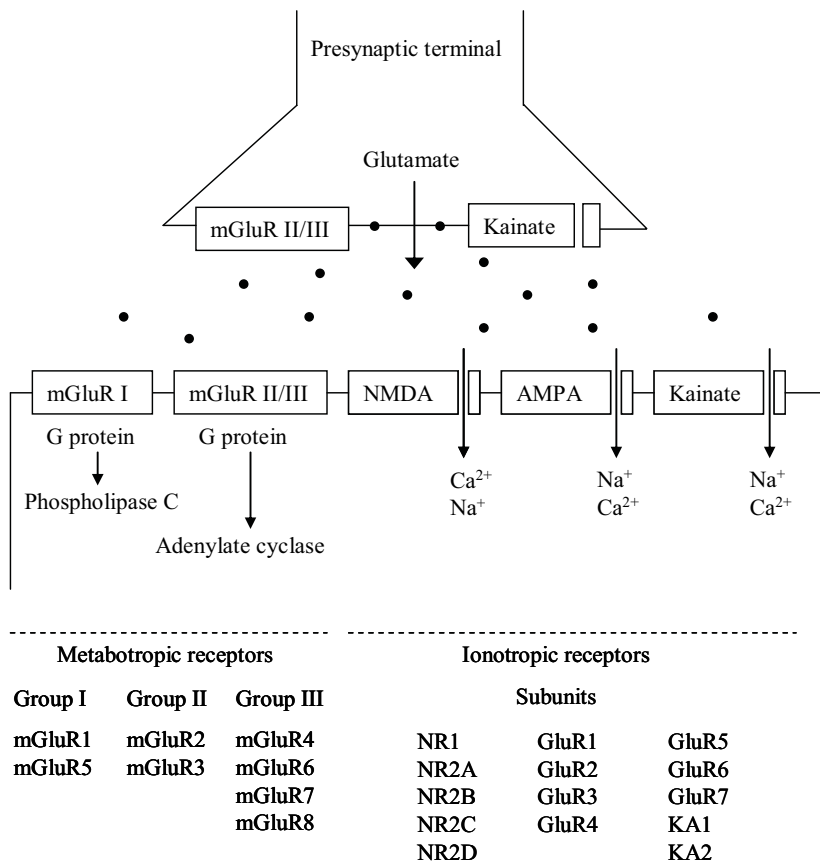 Presynaptic terminal
Glutamate
mGluR II/III
Kainate
mGluR I
mGluR II/III
NMDA
AMPA
Kainate
G protein
Phospholipase C
G protein
Adenylate cyclase
Ca²⁺
Na⁺
Na⁺
Ca²⁺
Na⁺
Ca²⁺
Metabotropic receptors
Group I Group II Group III
mGluR1 mGluR2 mGluR4
mGluR5 mGluR3 mGluR6
mGluR7
mGluR8
Ionotropic receptors
Subunits
NR1 GluR1 GluR5
NR2A GluR2 GluR6
NR2B GluR3 GluR7
NR2C GluR4 KA1
NR2D KA2